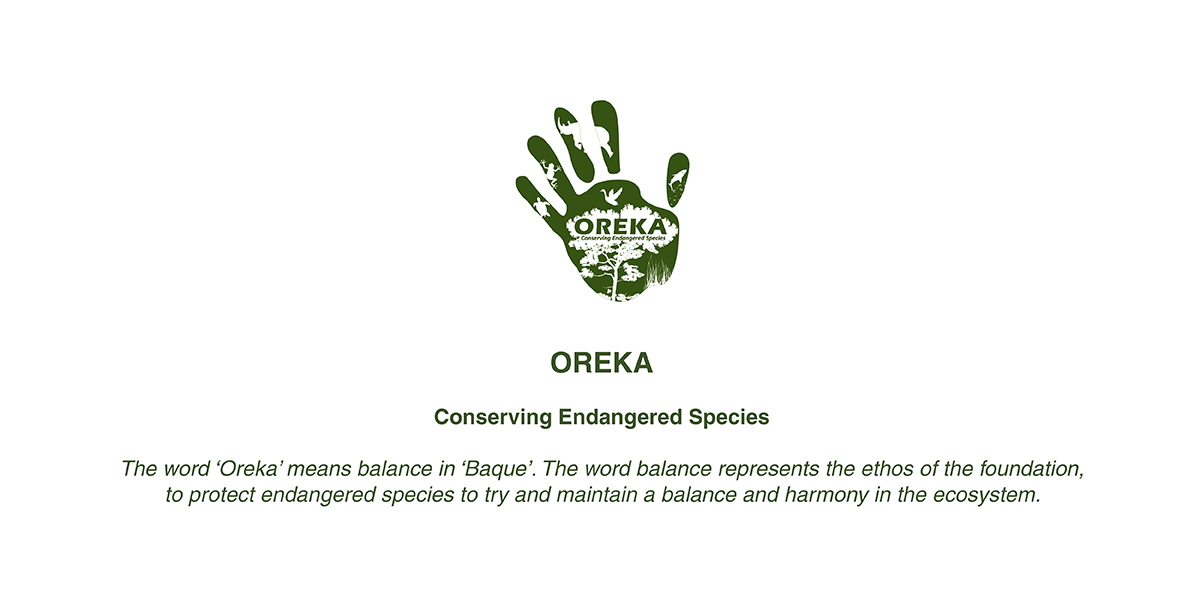 OREKA
Conserving Endangered Species
OREKA
Conserving Endangered Species
The word ‘Oreka’ means balance in ‘Baque’. The word balance represents the ethos of the foundation,
to protect endangered species to try and maintain a balance and harmony in the ecosystem.